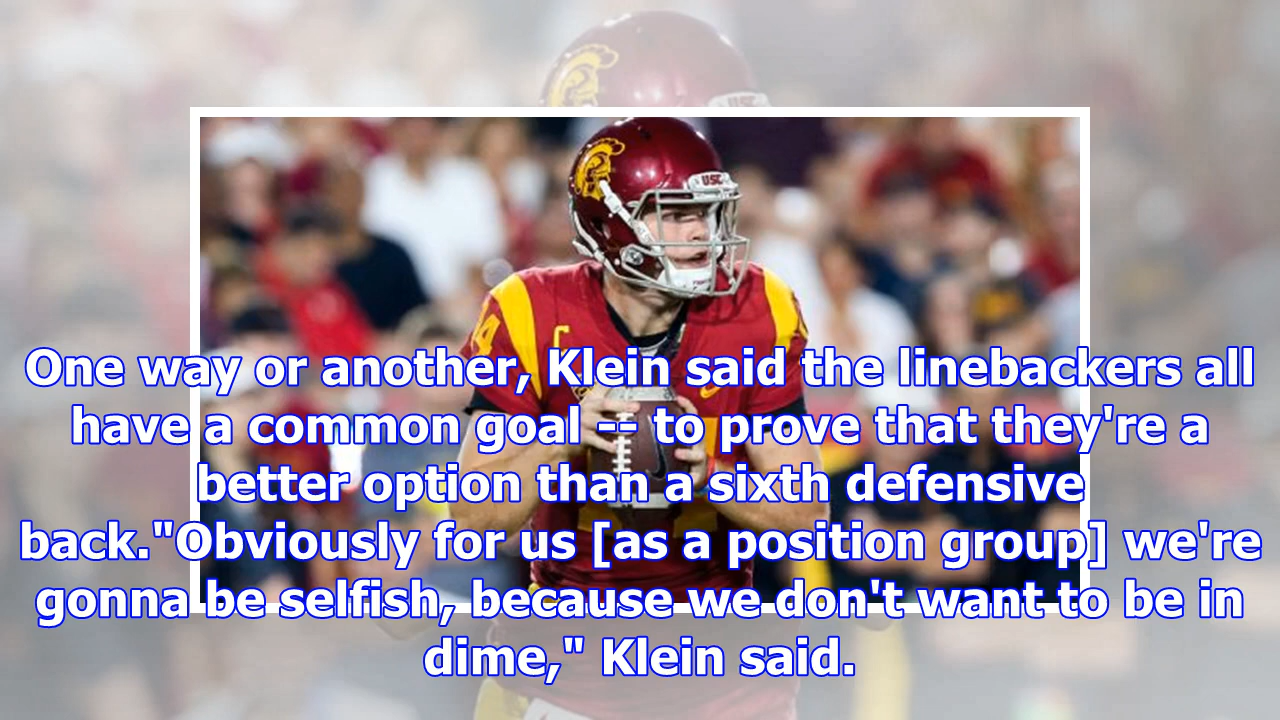 USC
One way or another, Klein said the linebackers all
have a common goal -- to prove that they're a
better option than a sixth defensive
back."Obviously for us [as a position group] we're
gonna be selfish, because we don't want to be in
dime," Klein said.